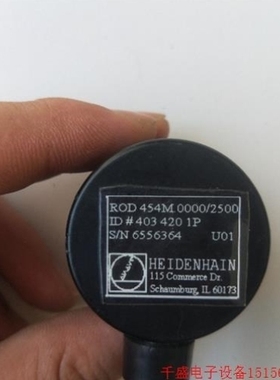 ROD 454M 0000/2500
ID # 403 420 1P
S/N 6556364 U01
HEIDENHAIN
115 Commerce Dr.
Schaumburg, IL 60173
千盛电子设备15156